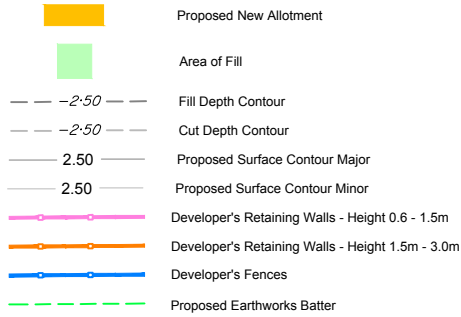 Proposed New Allotment
Area of Fill
-2·50 Fill Depth Contour
-2·50 Cut Depth Contour
2.50 Proposed Surface Contour Major
2.50 Proposed Surface Contour Minor
Developer's Retaining Walls - Height 0.6 - 1.5m
Developer's Retaining Walls - Height 1.5m - 3.0m
Developer's Fences
Proposed Earthworks Batter